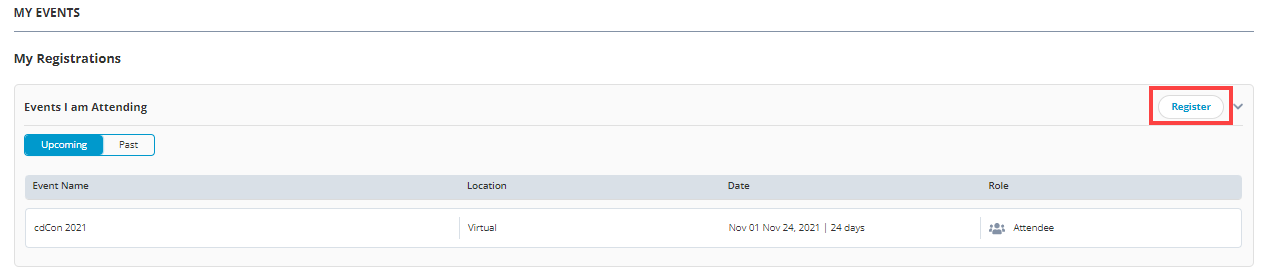 MY EVENTS
My Registrations
Events I am Attending Register
Upcoming Past
Event Name Location Date Role
cdCon 2021 Virtual Nov 01 Nov 24, 2021 | 24 days Attendee